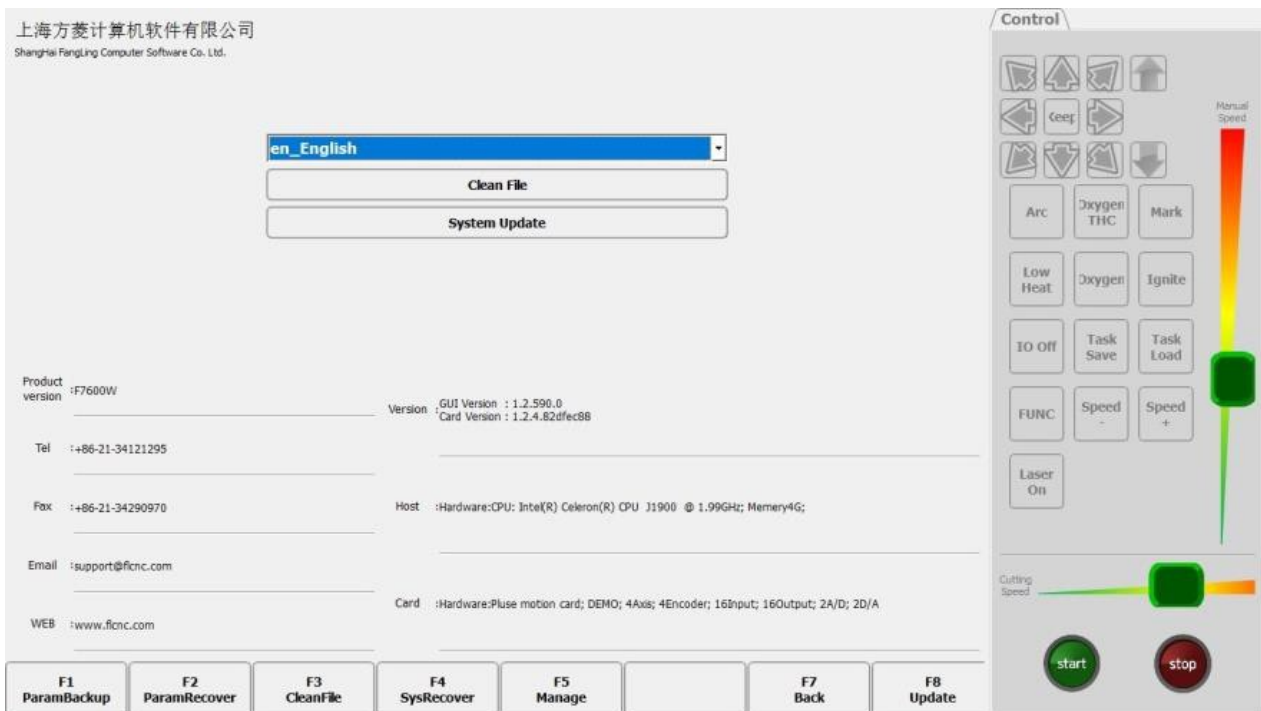 上海方菱计算机软件有限公司
ShangHai FangLing Computer Software Co. Ltd.
en_English
Clean File
System Update
Product version :F7600W
Tel :+86-21-34121295
Fax :+86-21-34290970
Email :support@flcnc.com
WEB :www.flcnc.com
Version :GUI Version : 1.2.590.0
Card Version : 1.2.4.82dfec88
Host :Hardware:CPU: Intel(R) Celeron(R) CPU J1900 @ 1.99GHz; Memery4G;
Card :Hardware:Pluse motion card; DEMO; 4Axis; 4Encoder; 16Input; 16Output; 2A/D; 2D/A
F1
ParamBackup
F2
ParamRecover
F3
CleanFile
F4
SysRecover
F5
Manage
F7
Back
F8
Update
Control
Keep
Manual
Speed
Arc
Oxygen
THC
Mark
Low
Heat
Oxygen
Ignite
IO Off
Task
Save
Task
Load
FUNC
Speed
-
Speed
+
Laser
On
Cutting
Speed
start
stop